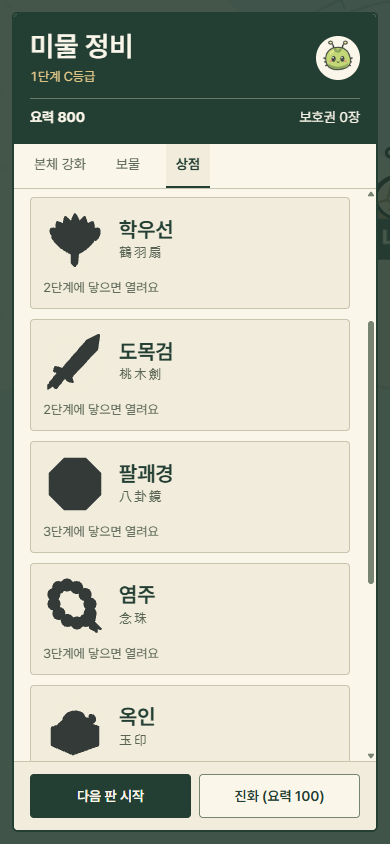 미물 정비
1단계 C등급
요력 800
보호권 0장
본체 강화
보물
상점
학우선
鶴羽扇
2단계에 닿으면 열려요
도목검
桃木劍
2단계에 닿으면 열려요
팔괘경
八卦鏡
3단계에 닿으면 열려요
염주
念珠
3단계에 닿으면 열려요
옥인
玉印
다음 판 시작
진화 (요력 100)